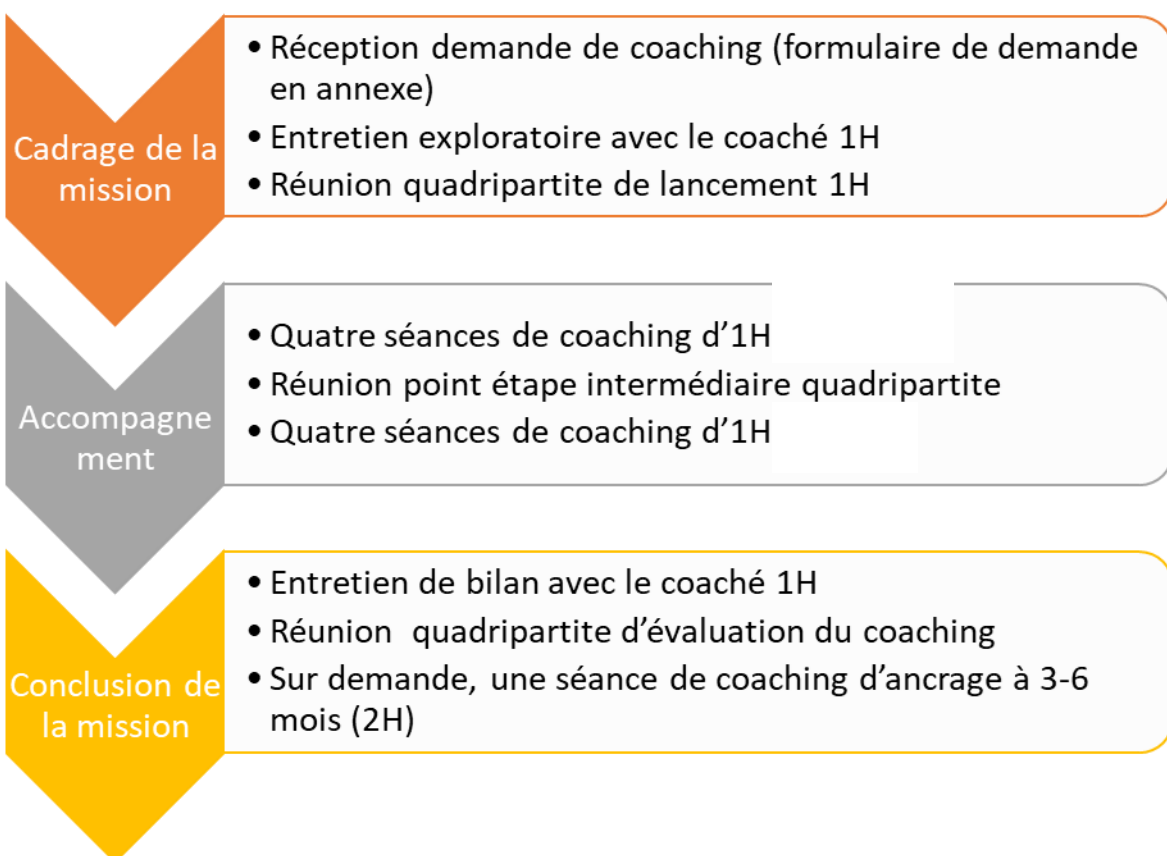 Cadrage de la
mission
• Réception demande de coaching (formulaire de demande
en annexe)
• Entretien exploratoire avec le coaché 1H
• Réunion quadripartite de lancement 1H
Accompagne
ment
• Quatre séances de coaching d’1H
• Réunion point étape intermédiaire quadripartite
• Quatre séances de coaching d’1H
Conclusion de
la mission
• Entretien de bilan avec le coaché 1H
• Réunion  quadripartite d’évaluation du coaching
• Sur demande, une séance de coaching d’ancrage à 3-6
mois (2H)